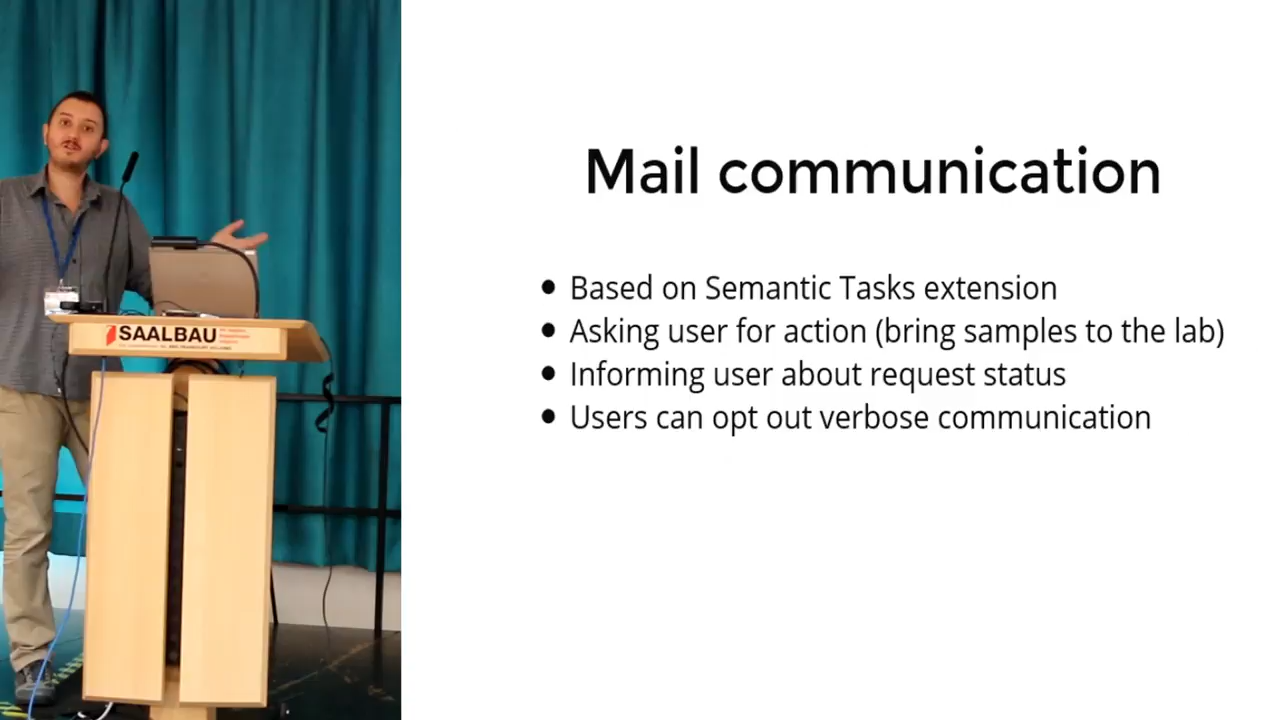 Mail communication
Based on Semantic Tasks extension
Asking user for action (bring samples to the lab)
Informing user about request status
Users can opt out verbose communication
SAALBAU